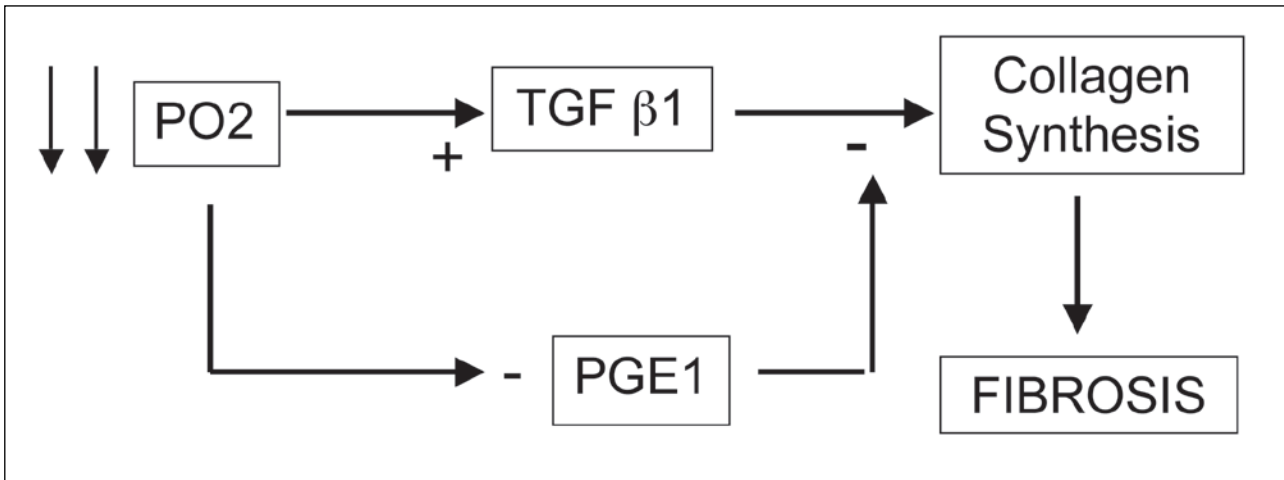 PO2
TGF β1
Collagen
Synthesis
+
-
-
PGE1
FIBROSIS